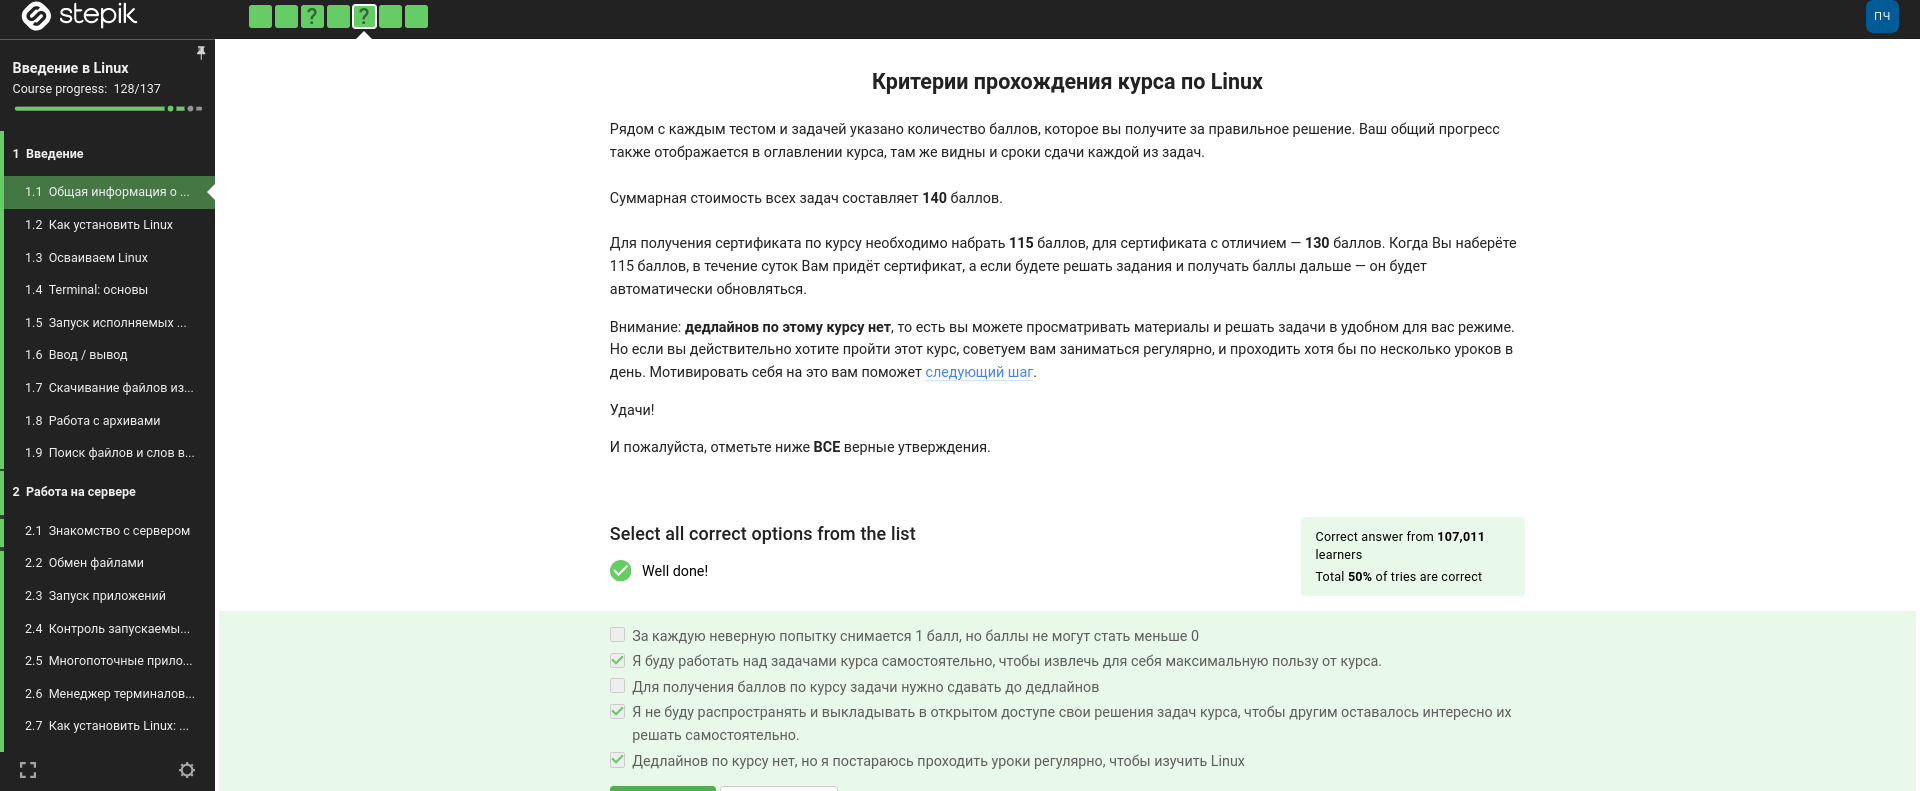 stepik
?
?
ПЧ
Введение в Linux
Course progress: 128/137
1 Введение
1.1 Общая информация о ...
1.2 Как установить Linux
1.3 Осваиваем Linux
1.4 Terminal: основы
1.5 Запуск исполняемых ...
1.6 Ввод / вывод
1.7 Скачивание файлов из...
1.8 Работа с архивами
1.9 Поиск файлов и слов в...
2 Работа на сервере
2.1 Знакомство с сервером
2.2 Обмен файлами
2.3 Запуск приложений
2.4 Контроль запускаемы...
2.5 Многопоточные прило...
2.6 Менеджер терминалов...
2.7 Как установить Linux: ...
Критерии прохождения курса по Linux
Рядом с каждым тестом и задачей указано количество баллов, которое вы получите за правильное решение. Ваш общий прогресс
также отображается в оглавлении курса, там же видны и сроки сдачи каждой из задач.
Суммарная стоимость всех задач составляет 140 баллов.
Для получения сертификата по курсу необходимо набрать 115 баллов, для сертификата с отличием — 130 баллов. Когда Вы наберёте
115 баллов, в течение суток Вам придёт сертификат, а если будете решать задания и получать баллы дальше — он будет
автоматически обновляться.
Внимание: дедлайнов по этому курсу нет, то есть вы можете просматривать материалы и решать задачи в удобном для вас режиме.
Но если вы действительно хотите пройти этот курс, советуем вам заниматься регулярно, и проходить хотя бы по несколько уроков в
день. Мотивировать себя на это вам поможет следующий шаг.
Удачи!
И пожалуйста, отметьте ниже ВСЕ верные утверждения.
Select all correct options from the list
Well done!
Correct answer from 107,011
learners
Total 50% of tries are correct
За каждую неверную попытку снимается 1 балл, но баллы не могут стать меньше 0
Я буду работать над задачами курса самостоятельно, чтобы извлечь для себя максимальную пользу от курса.
Для получения баллов по курсу задачи нужно сдавать до дедлайнов
Я не буду распространять и выкладывать в открытом доступе свои решения задач курса, чтобы другим оставалось интересно их
решать самостоятельно.
Дедлайнов по курсу нет, но я постараюсь проходить уроки регулярно, чтобы изучить Linux